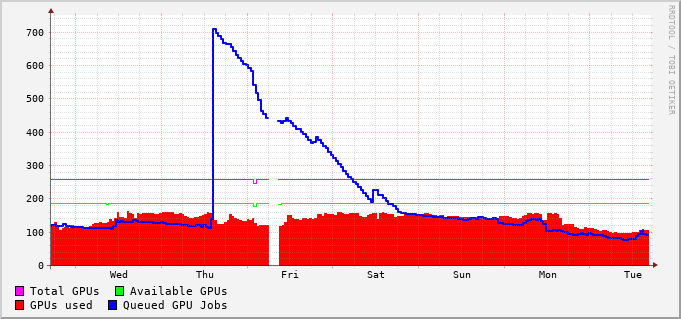 700
600
500
400
300
200
100
0
Wed Thu Fri Sat Sun Mon Tue
Total GPUs Available GPUs
GPUs used Queued GPU Jobs
RRDTOOL / TOBI OETIKER